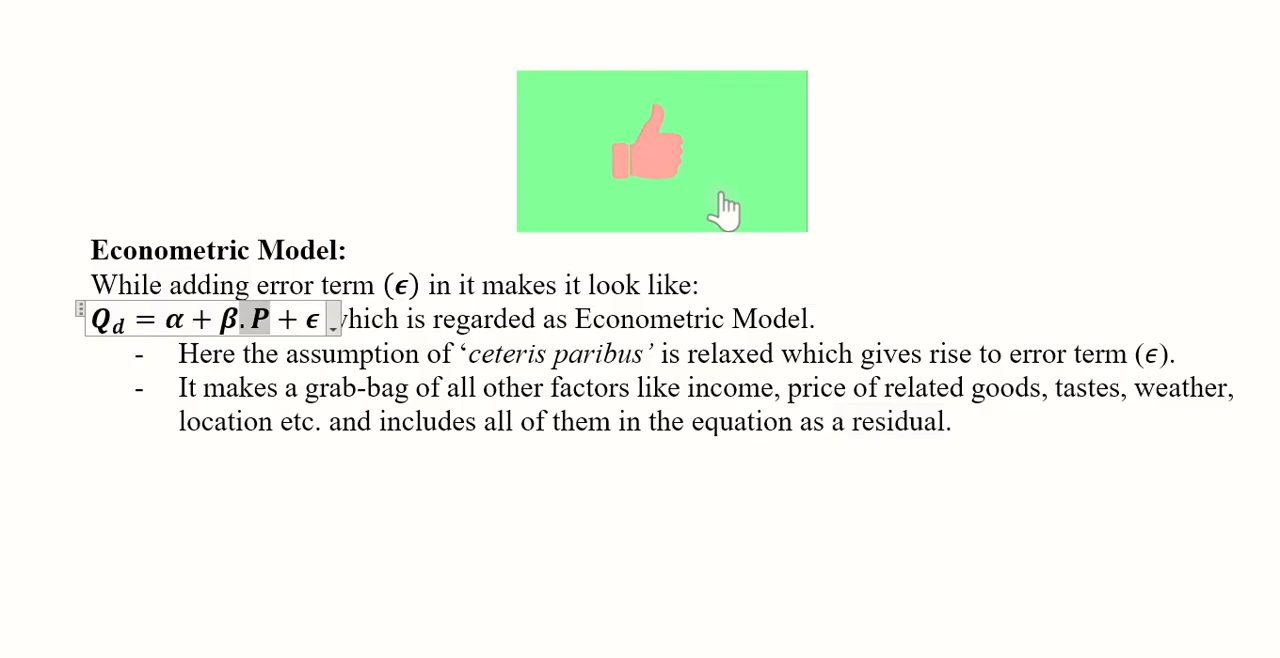 Econometric Model:
While adding error term (ϵ) in it makes it look like:
Q_d = α + β.P + ϵ which is regarded as Econometric Model.
- Here the assumption of ‘ceteris paribus’ is relaxed which gives rise to error term (ϵ).
- It makes a grab-bag of all other factors like income, price of related goods, tastes, weather,
location etc. and includes all of them in the equation as a residual.